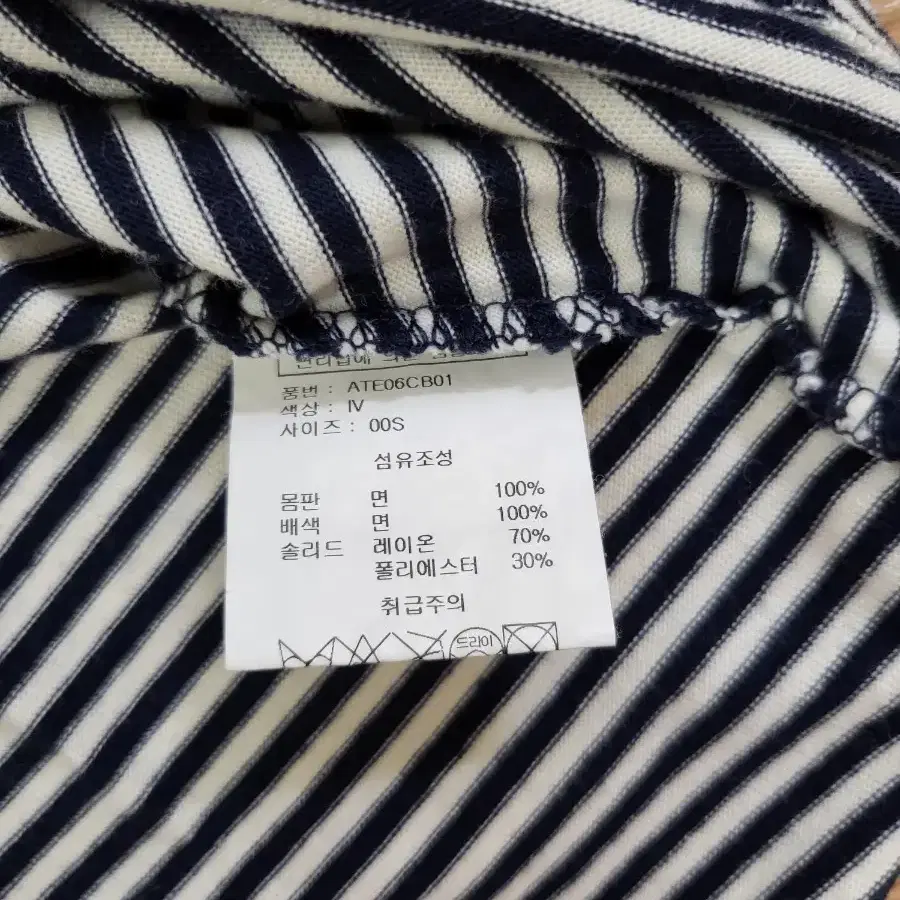 품번 : ATE06CB01
색상 : IV
사이즈 : 00S
섬유조성
몸판 면 100%
배색 면 100%
솔리드 레이온 70%
폴리에스터 30%
취급주의
드라이